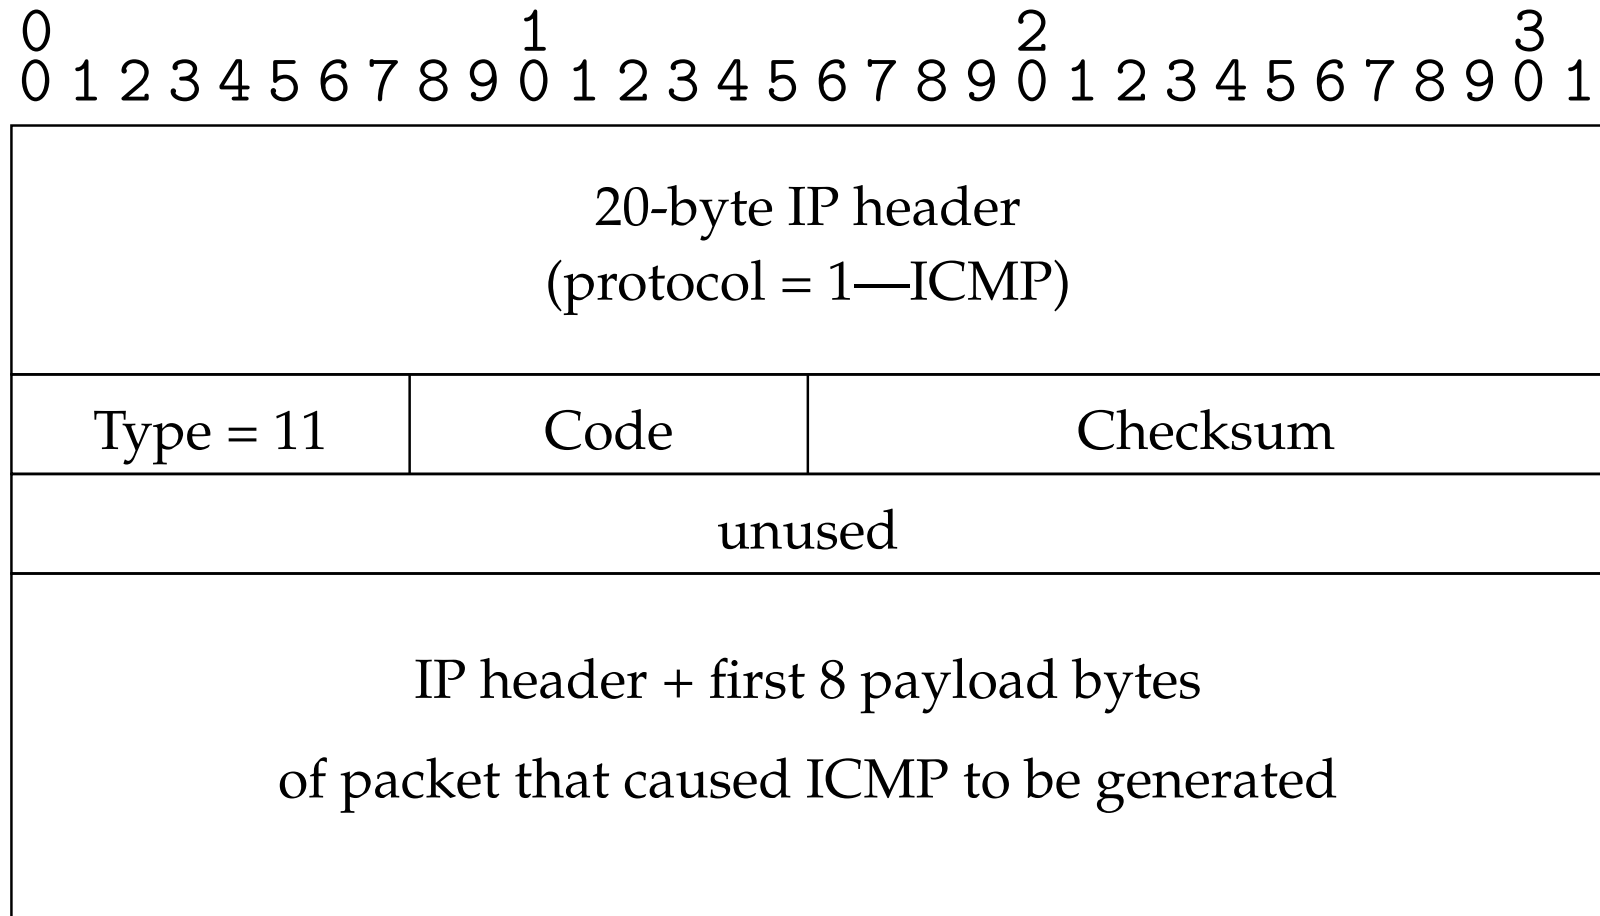 0 1 2 3
0 1 2 3 4 5 6 7 8 9 0 1 2 3 4 5 6 7 8 9 0 1 2 3 4 5 6 7 8 9 0 1
20-byte IP header
(protocol = 1—ICMP)
Type = 11 Code Checksum
unused
IP header + first 8 payload bytes
of packet that caused ICMP to be generated